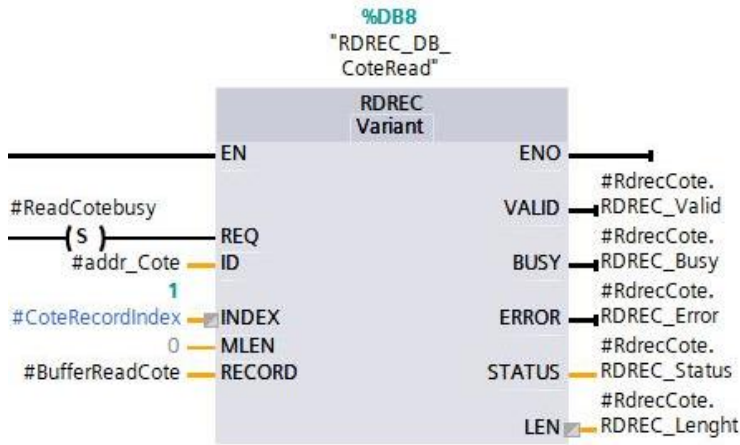 %DB8
"RDREC_DB_
CoteRead"
RDREC
Variant
EN
ENO
#RdrecCote.
#ReadCotebusy
VALID
RDREC_Valid
( S )
REQ
#RdrecCote.
#addr_Cote
ID
BUSY
RDREC_Busy
1
#RdrecCote.
#CoteRecordIndex
INDEX
ERROR
RDREC_Error
0
MLEN
#RdrecCote.
#BufferReadCote
RECORD
STATUS
RDREC_Status
#RdrecCote.
LEN
RDREC_Lenght